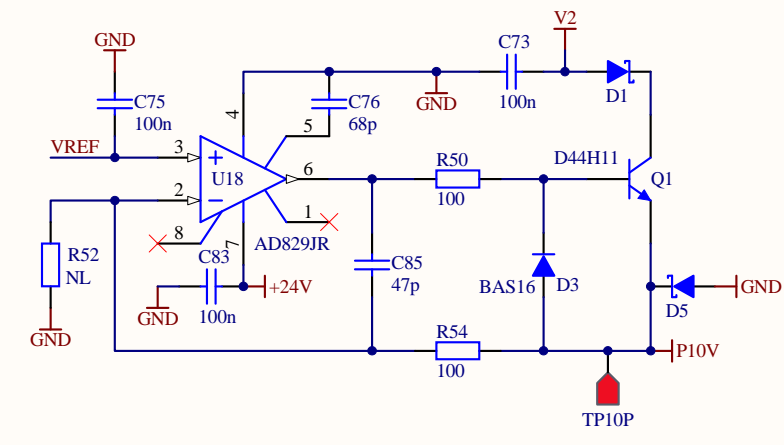 V2
GND
C73
C75
100n
4
C76
68p
GND
100n
D1
5
VREF
3
U18
6
R50
100
D44H11
Q1
2
1
8
7
AD829JR
R52
NL
C83
100n
+24V
GND
C85
47p
BAS16
D3
D5
GND
GND
R54
100
P10V
TP10P